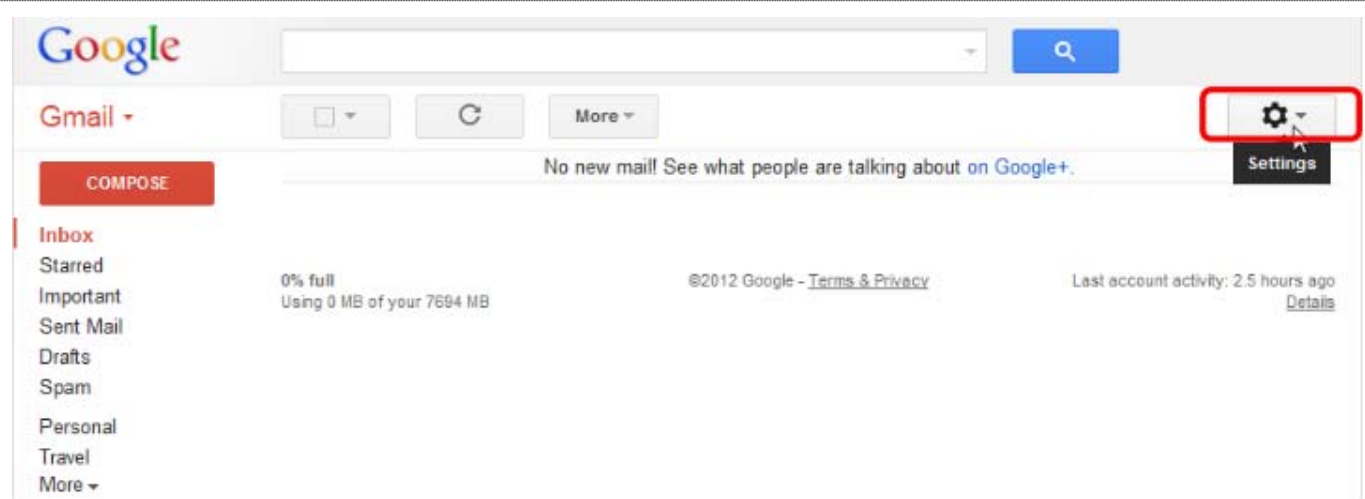 Google
Gmail
More
Settings
No new mail! See what people are talking about on Google+.
COMPOSE
Inbox
Starred
Important
Sent Mail
Drafts
Spam
Personal
Travel
More
0% full
Using 0 MB of your 7694 MB
©2012 Google - Terms & Privacy
Last account activity: 2.5 hours ago
Details